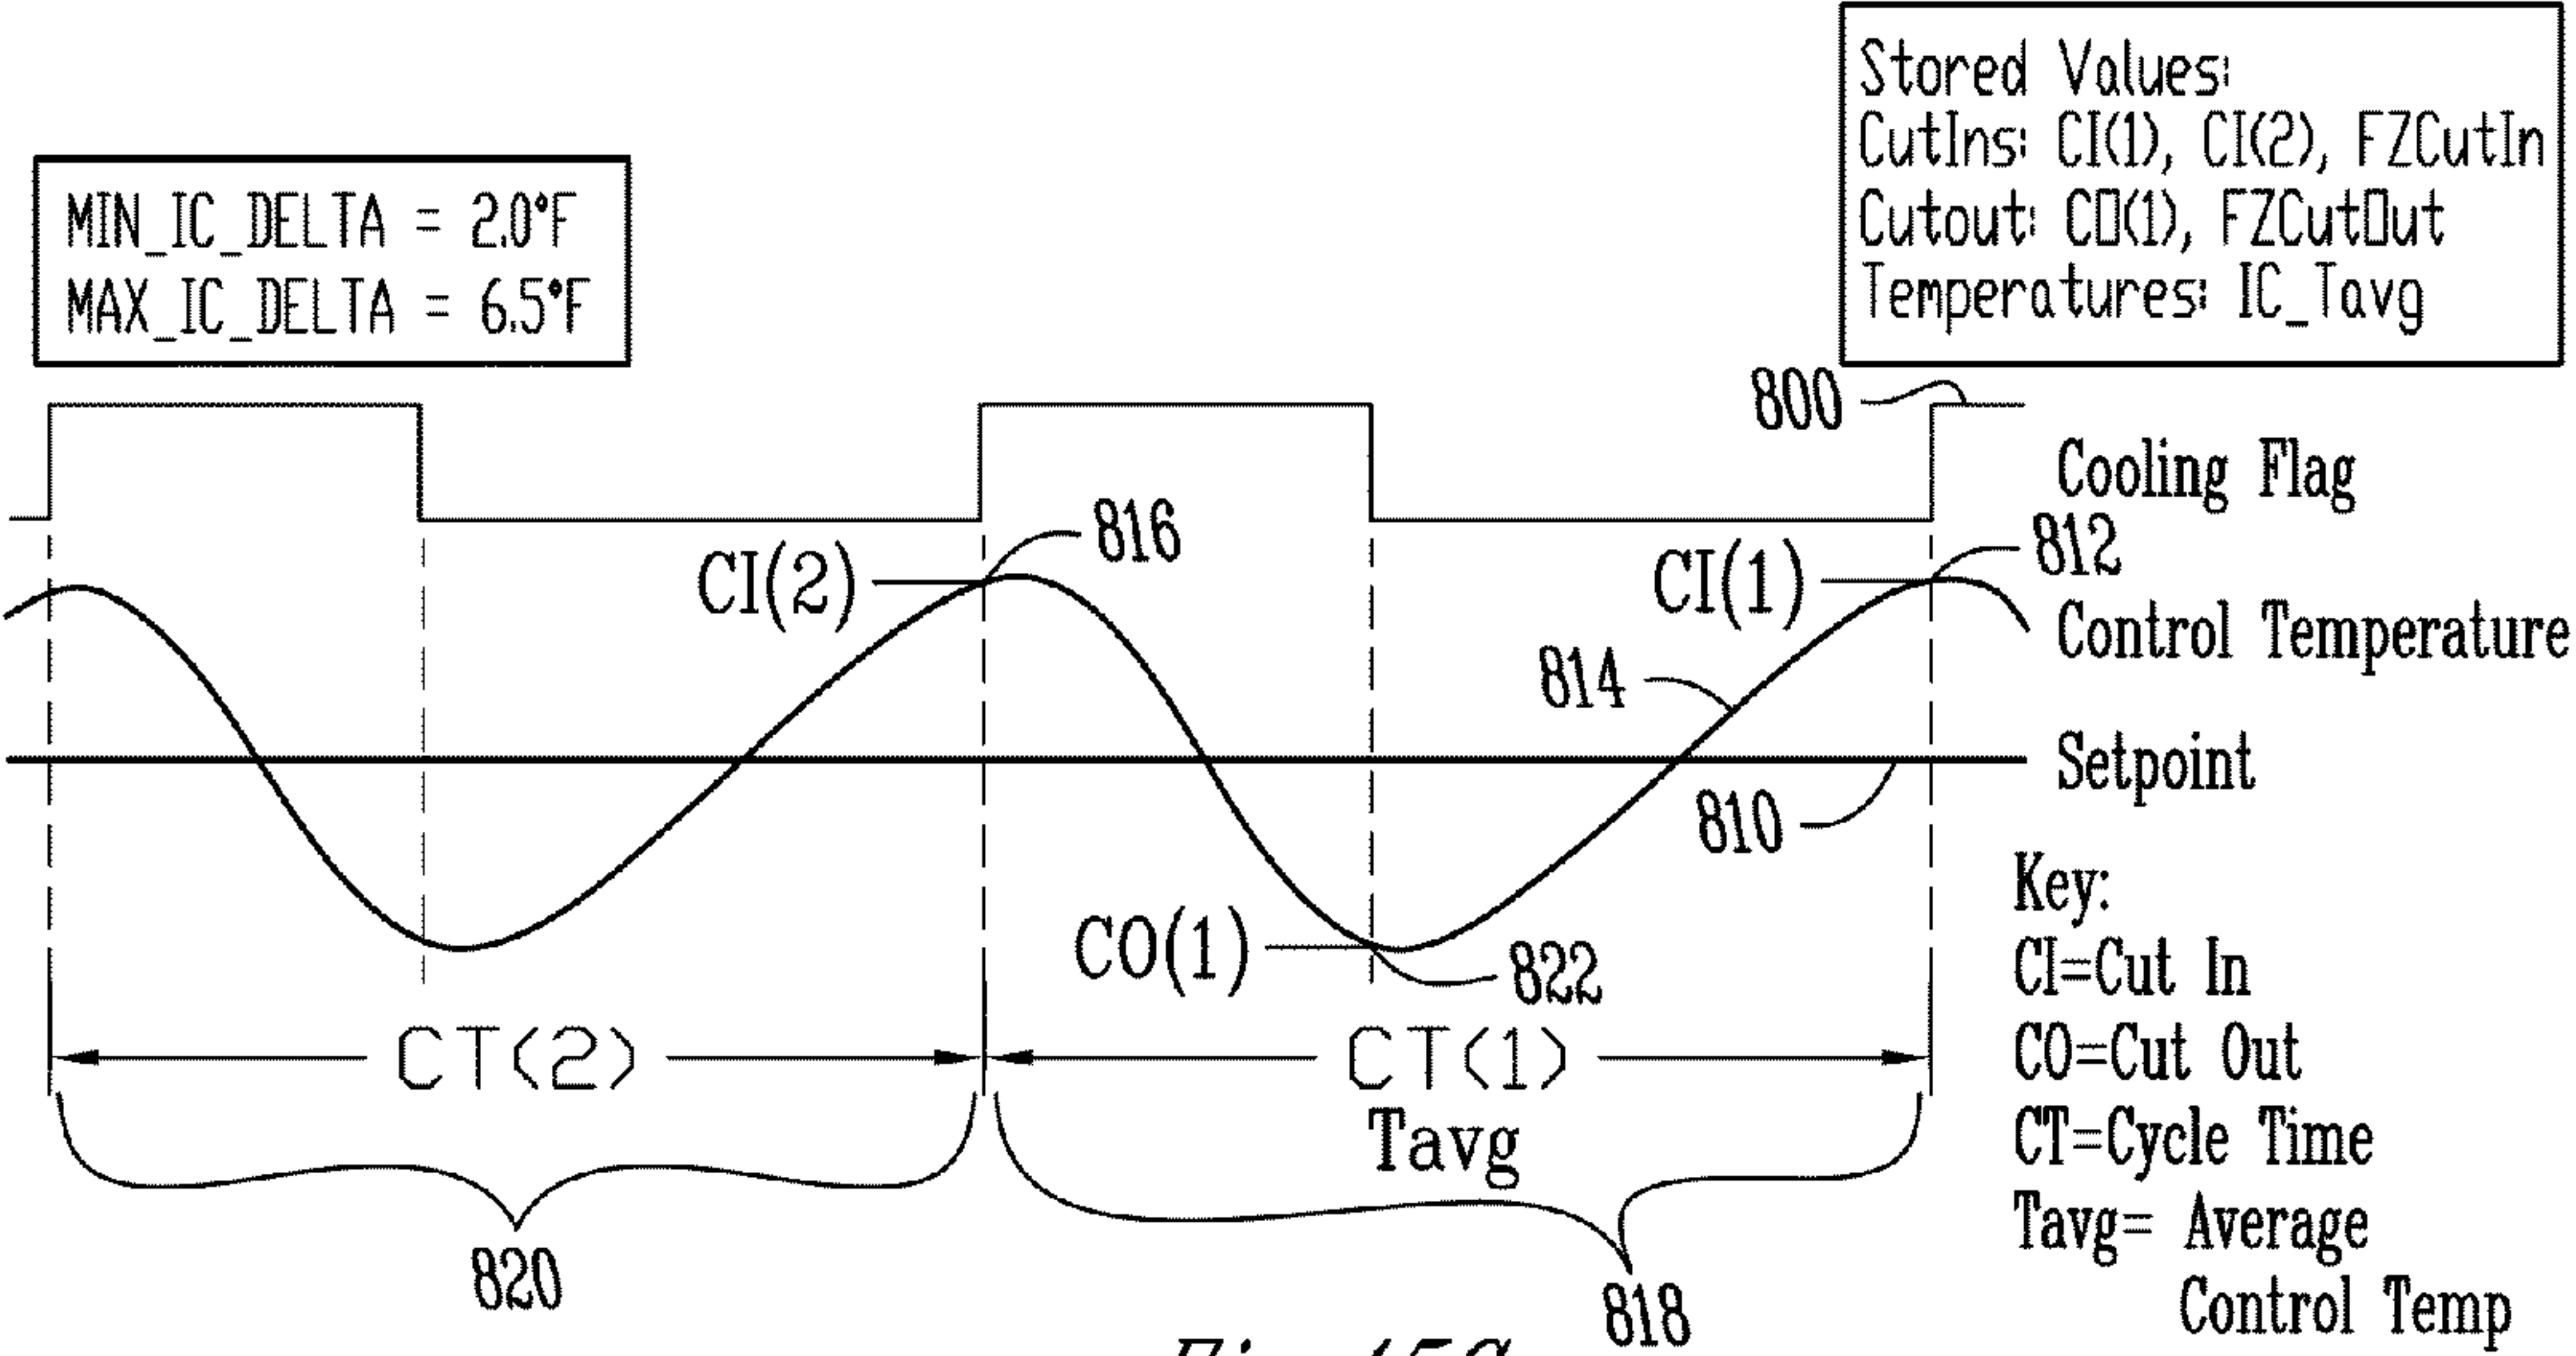 Stored Values:
CutIns: CI(1), CI(2), FZCutIn
Cutout: CO(1), FZCutOut
Temperatures: IC_Tavg
MIN_IC_DELTA = 2.0°F
MAX_IC_DELTA = 6.5°F
800
Cooling Flag
816
812
CI(2)
CI(1)
Control Temperature
814
Setpoint
810
Key:
CI=Cut In
CO=Cut Out
CT=Cycle Time
Tavg= Average
Control Temp
CO(1)
822
CT(2)
CT(1)
Tavg
820
818